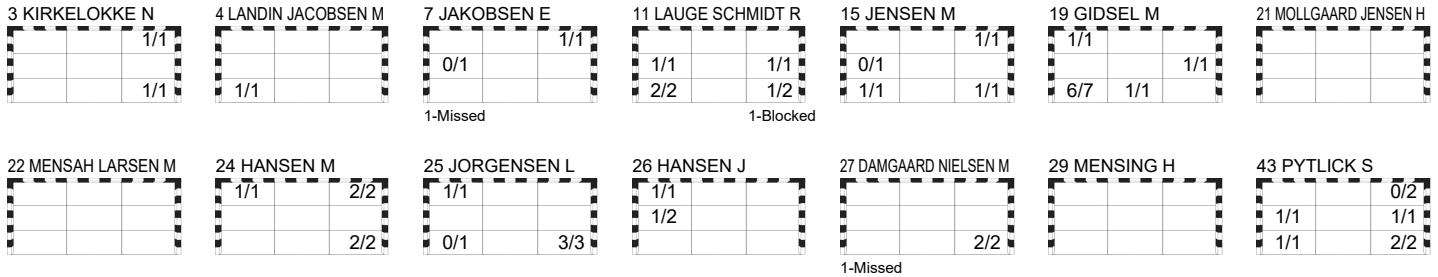 3 KIRKELOKKE N 4 LANDIN JACOBSEN M 7 JAKOBSEN E 11 LAUGE SCHMIDT R 15 JENSEN M 19 GIDSEL M 21 MOLLGAARD JENSEN H
1/1 1/1 1/1 1/1
0/1 1/1 1/1 0/1 1/1
1/1 1/1 2/2 1/2 1/1 1/1 6/7 1/1
1-Missed 1-Blocked
22 MENSAH LARSEN M 24 HANSEN M 25 JORGENSEN L 26 HANSEN J 27 DAMGAARD NIELSEN M 29 MENSING H 43 PYTLICK S
1/1 2/2 1/1 1/1 0/2
1/2 1/1 1/1
2/2 0/1 3/3 2/2 1/1 2/2
1-Missed